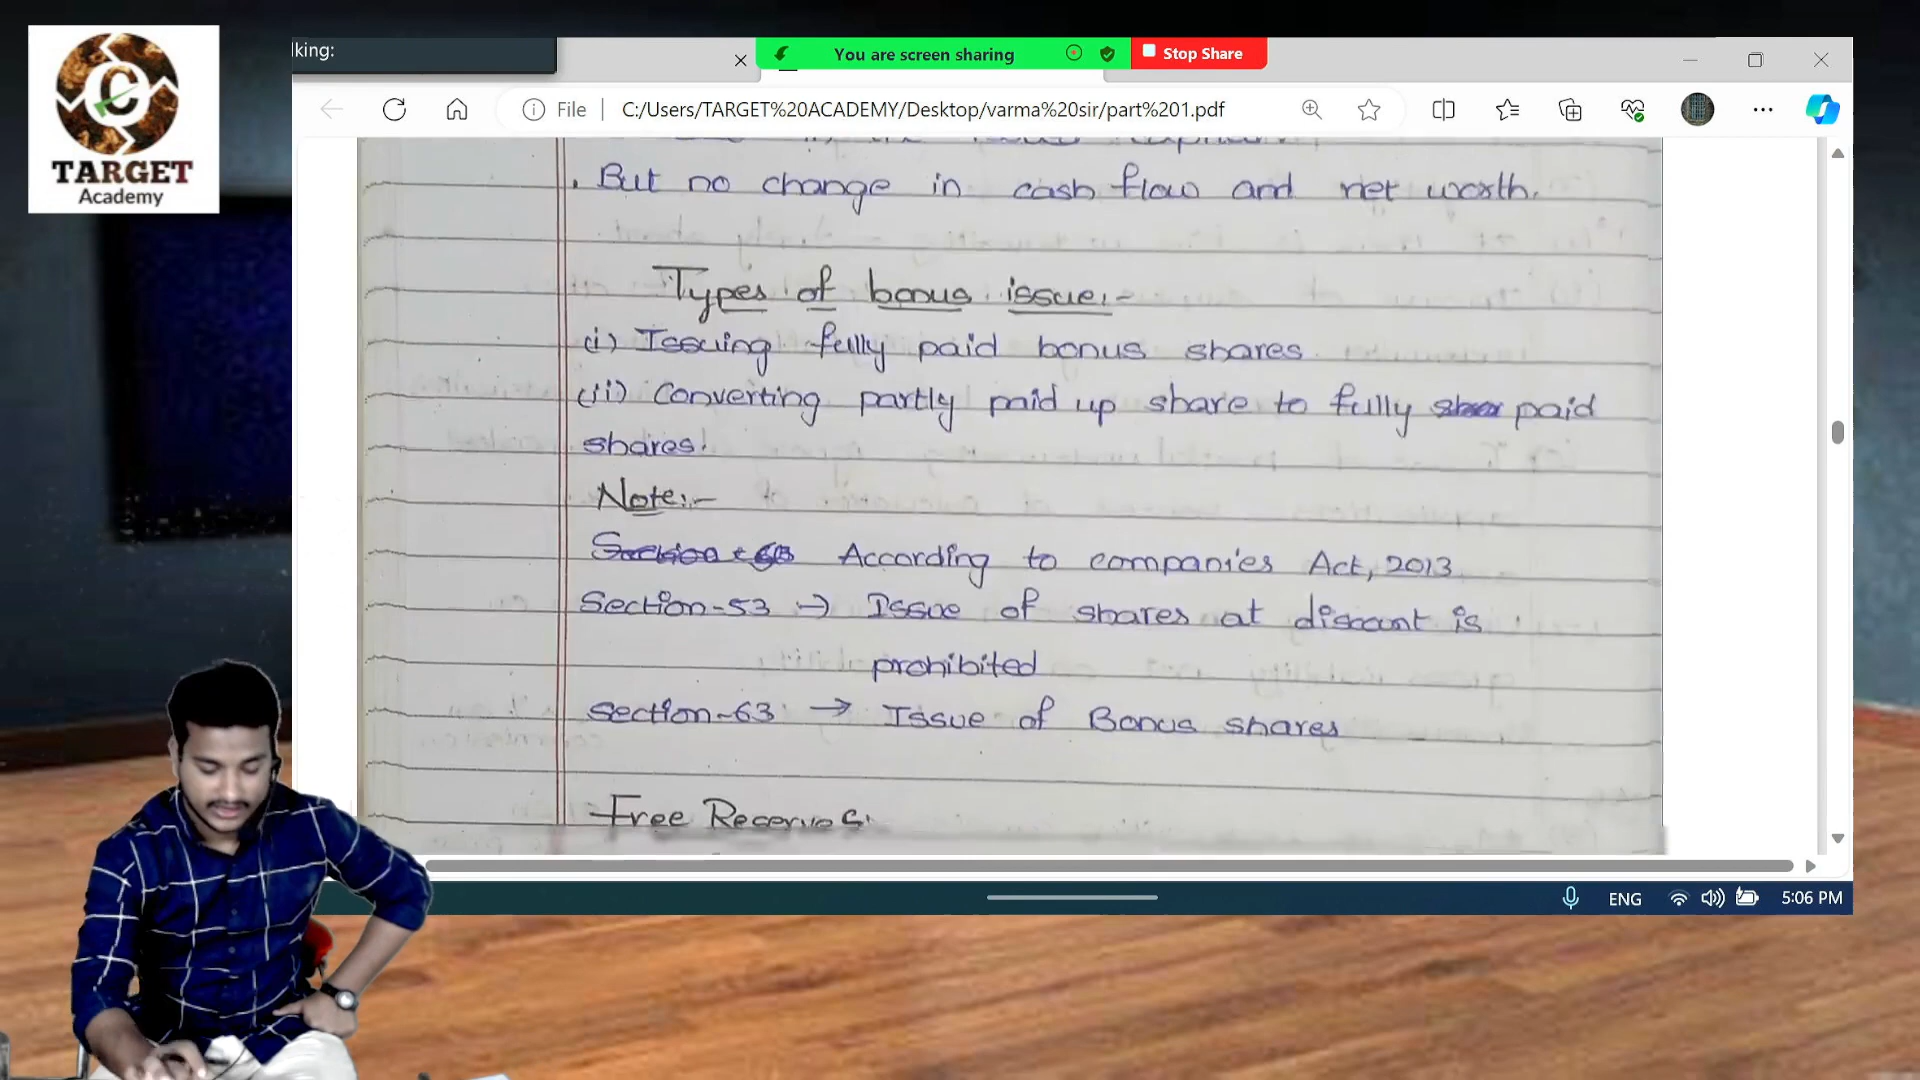 TARGET
Academy
lking:
You are screen sharing
Stop Share
File
C:/Users/TARGET%20ACADEMY/Desktop/varma%20sir/part%201.pdf
But no change in cash flow and net worth.
Types of bonus issue:-
(i) Issuing fully paid bonus shares
(ii) Converting partly paid up share to fully paid
shares.
Note:-
According to companies Act, 2013
Section-53 → Issue of shares at discount is
prohibited
Section-63 → Issue of Bonus shares
Free Reserves:
ENG
5:06 PM